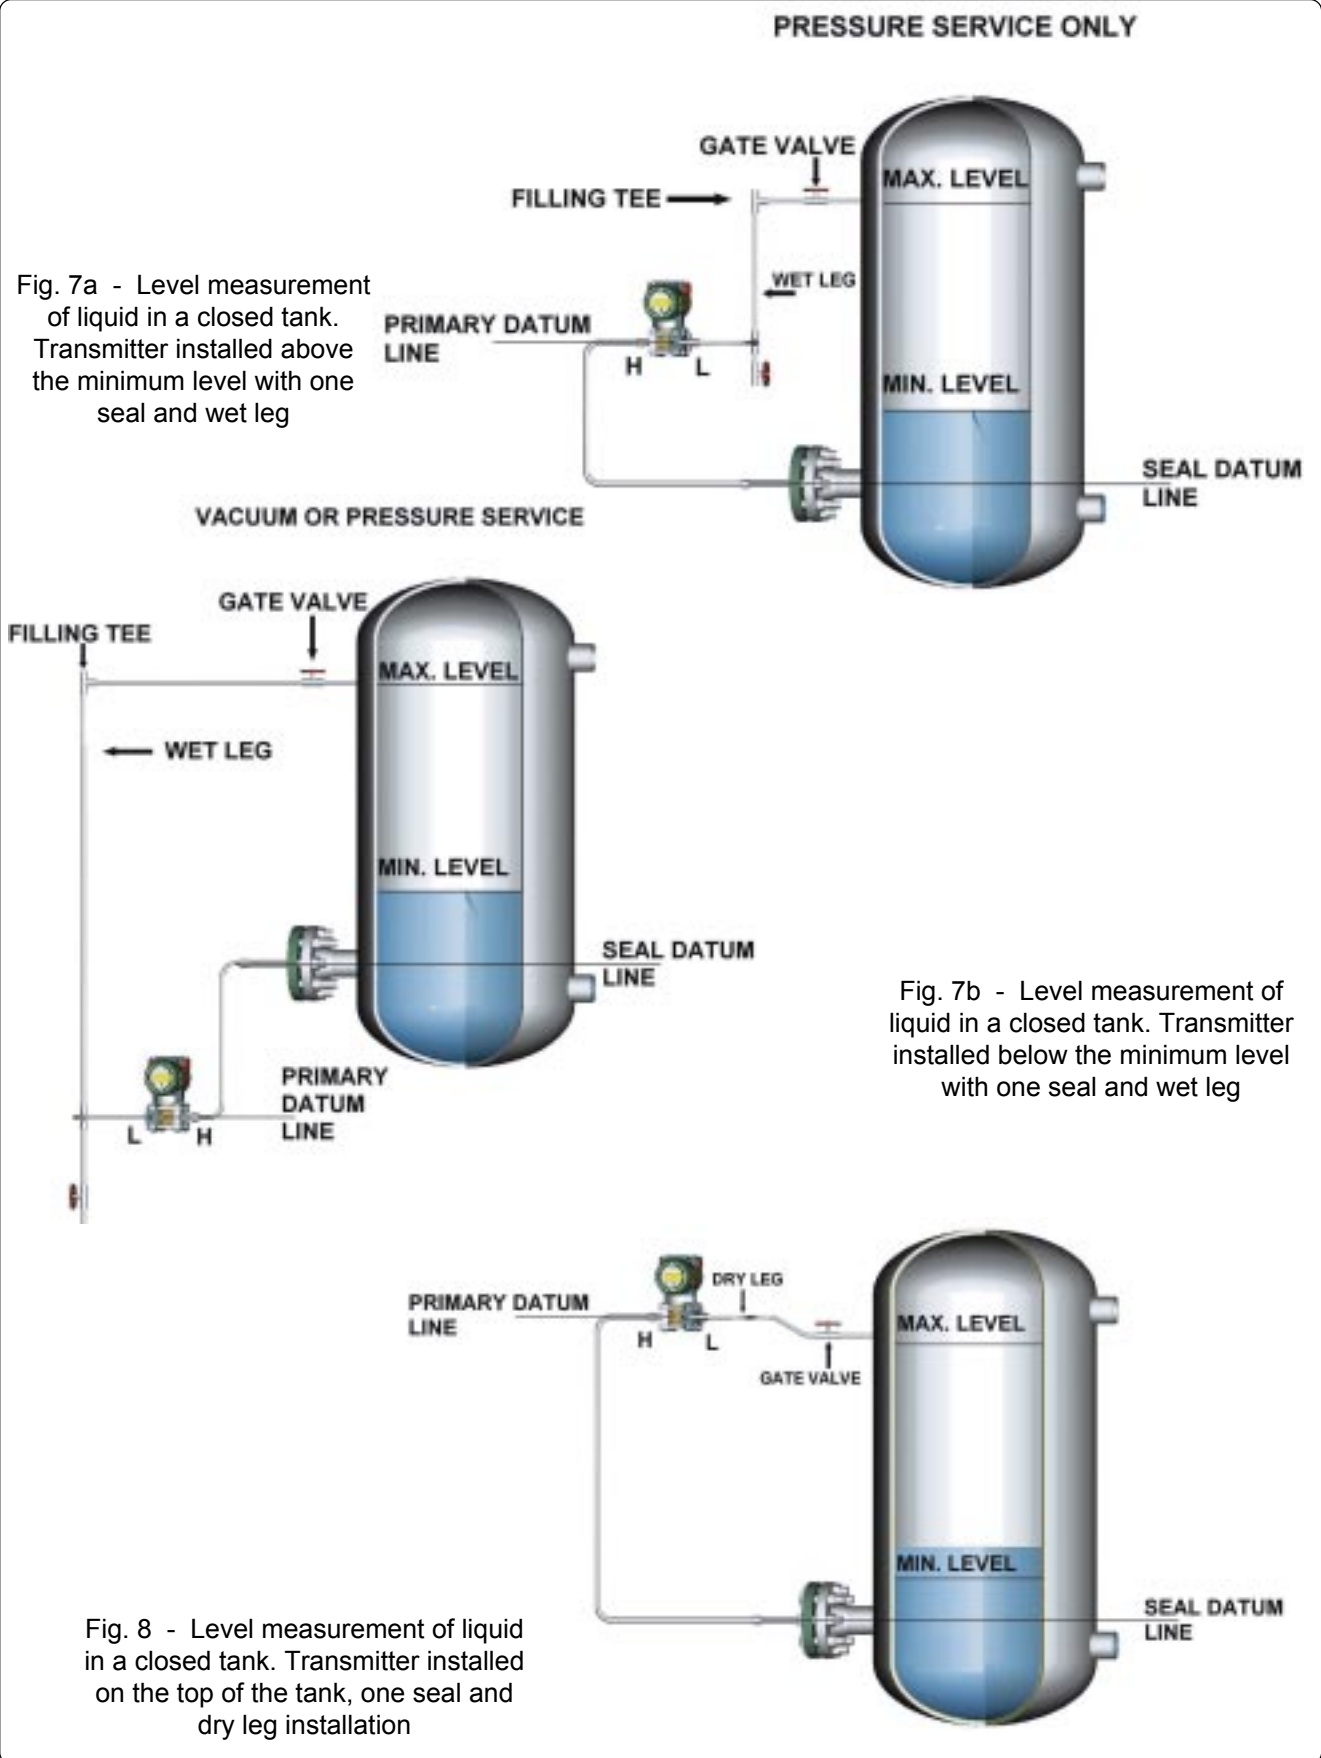 PRESSURE SERVICE ONLY
GATE VALVE
MAX. LEVEL
FILLING TEE
WET LEG
Fig. 7a - Level measurement
of liquid in a closed tank.
Transmitter installed above
the minimum level with one
seal and wet leg
PRIMARY DATUM
LINE
H
L
MIN. LEVEL
SEAL DATUM
LINE
VACUUM OR PRESSURE SERVICE
GATE VALVE
FILLING TEE
MAX. LEVEL
WET LEG
MIN. LEVEL
SEAL DATUM
LINE
PRIMARY
DATUM
LINE
L
H
Fig. 7b - Level measurement of
liquid in a closed tank. Transmitter
installed below the minimum level
with one seal and wet leg
DRY LEG
PRIMARY DATUM
LINE
H
L
MAX. LEVEL
GATE VALVE
MIN. LEVEL
SEAL DATUM
LINE
Fig. 8 - Level measurement of liquid
in a closed tank. Transmitter installed
on the top of the tank, one seal and
dry leg installation